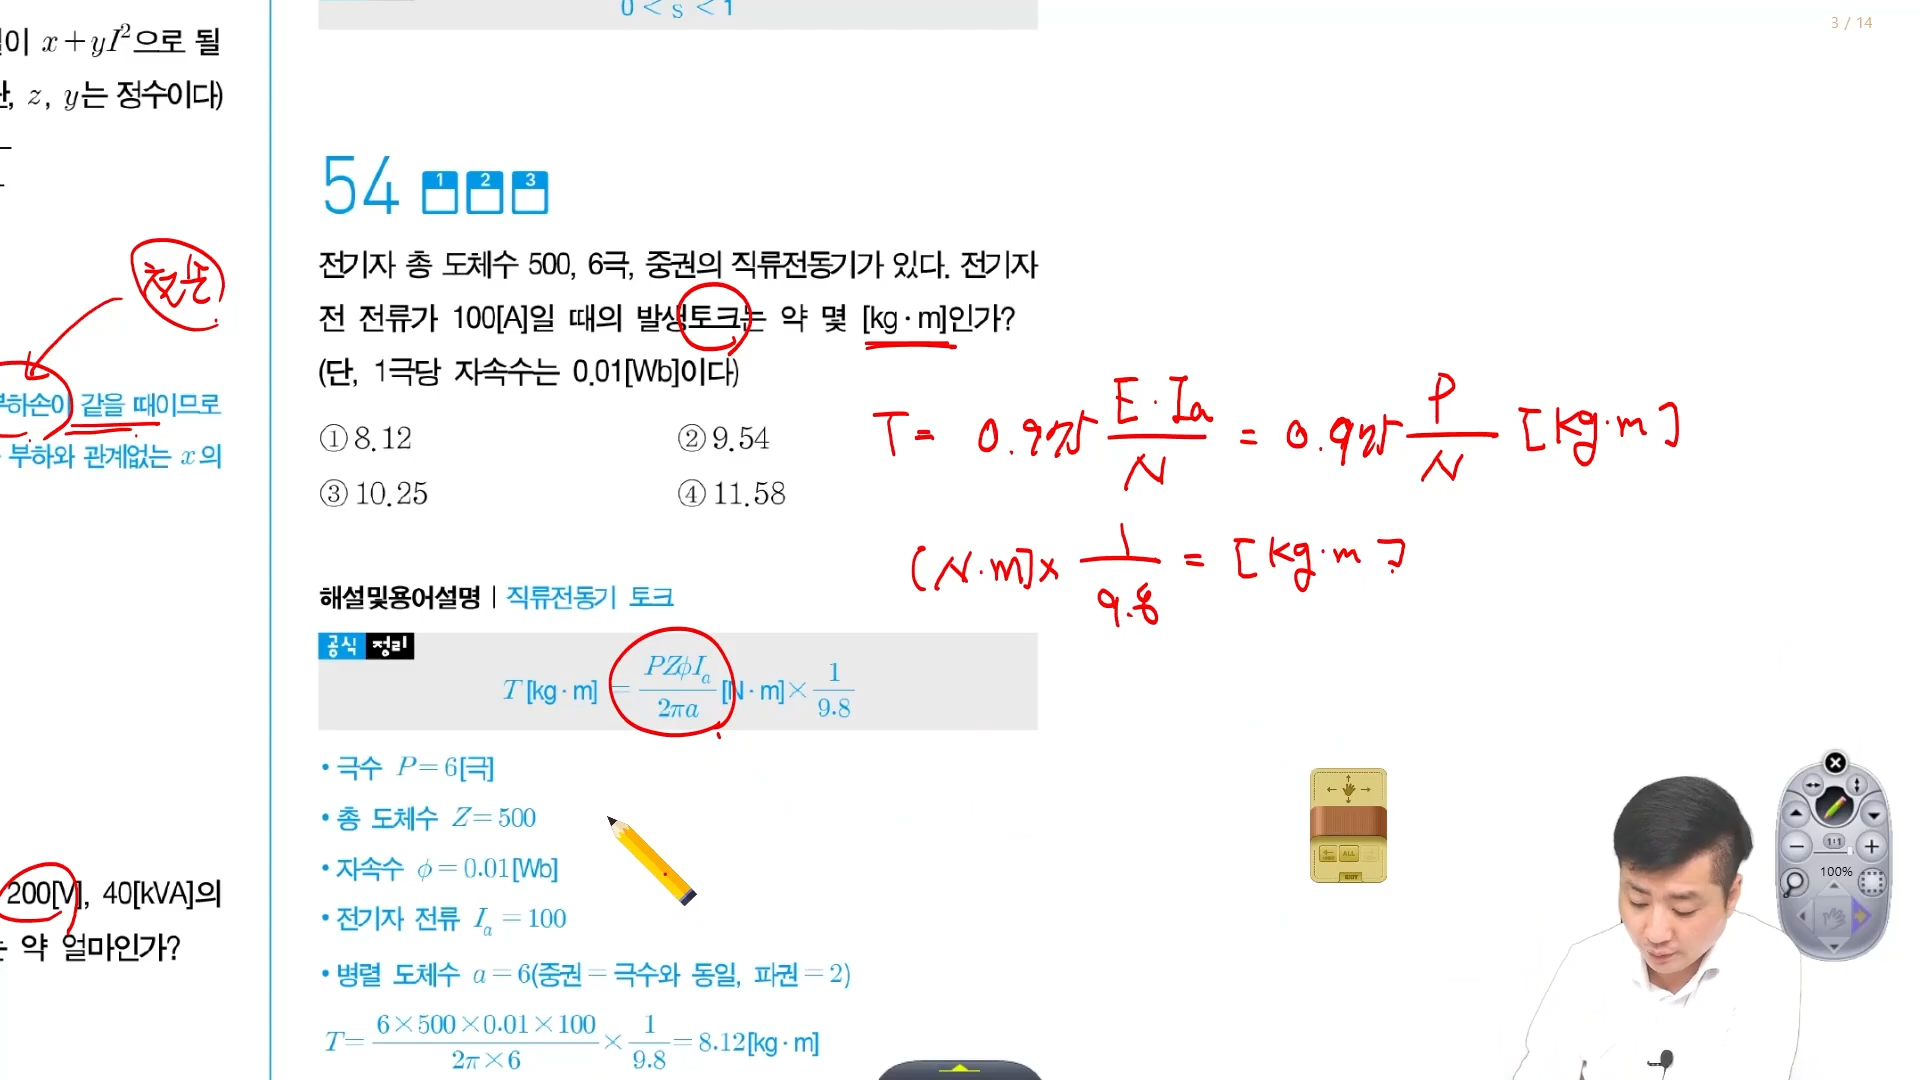 0 < s < 1
3 / 14
x+yI²으로 될
z, y는 정수이다)
54 1 2 3
전기자 총 도체수 500, 6극, 중권의 직류전동기가 있다. 전기자
전 전류가 100[A]일 때의 발생토크는 약 몇 [kg·m]인가?
(단, 1극당 자속수는 0.01[Wb]이다)
① 8.12 ② 9.54
③ 10.25 ④ 11.58
철손
부하손이 같을 때이므로
부하와 관계없는 x의
T = 0.975 E·Ia/N = 0.975 P/N [kg·m]
[N·m]× 1/9.8 = [kg·m]
해설및용어설명 | 직류전동기 토크
공식 정리
T[kg·m] = PZϕIₐ/2πa [N·m]× 1/9.8
• 극수 P=6[극]
• 총 도체수 Z=500
• 자속수 ϕ=0.01[Wb]
• 전기자 전류 Iₐ=100
• 병렬 도체수 a=6(중권=극수와 동일, 파권=2)
T= 6×500×0.01×100/2π×6 × 1/9.8 =8.12[kg·m]
200[V], 40[kVA]의
약 얼마인가?
ALL
EXIT
1:1
100%